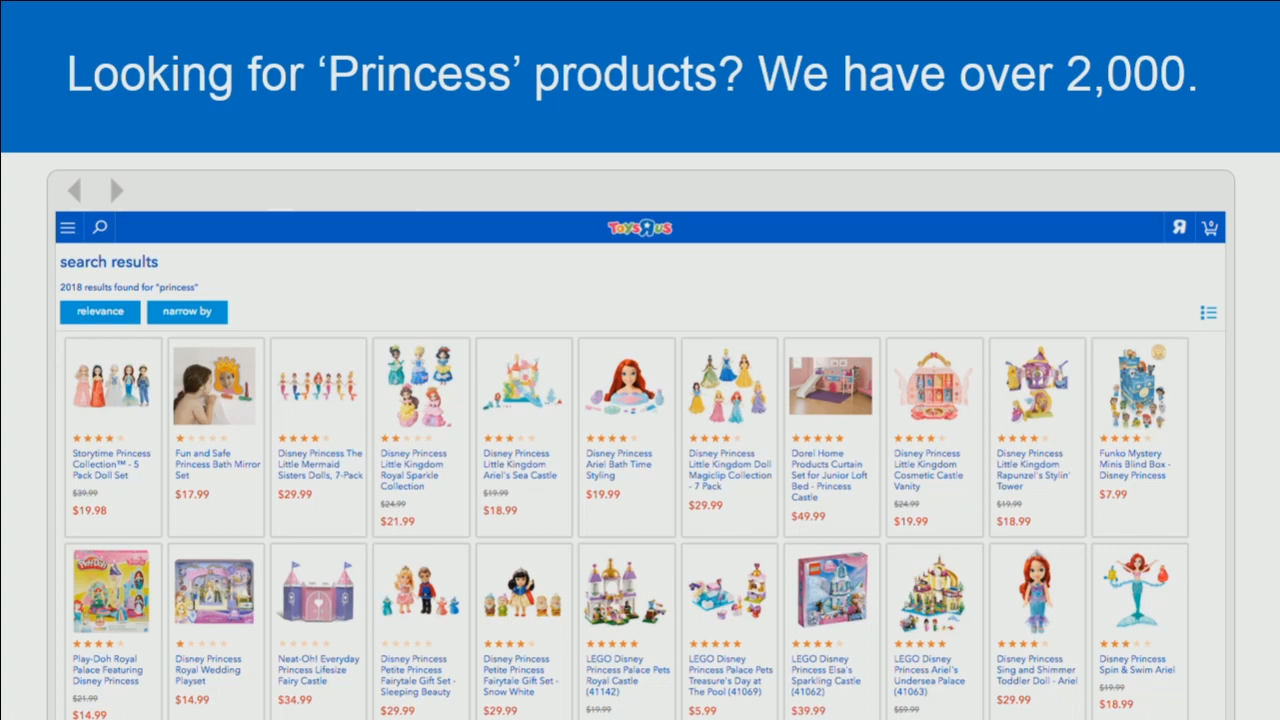 Looking for ‘Princess’ products? We have over 2,000.
ToysRus
R
0
search results
2018 results found for "princess"
relevance
narrow by
Storytime Princess
Collection™ - 5
Pack Doll Set
$39.99
$19.98
Fun and Safe
Princess Bath Mirror
Set
$17.99
Disney Princess The
Little Mermaid
Sisters Dolls, 7-Pack
$29.99
Disney Princess
Little Kingdom
Royal Sparkle
Collection
$24.99
$21.99
Disney Princess
Little Kingdom
Ariel's Sea Castle
$19.99
$18.99
Disney Princess
Ariel Bath Time
Styling
$19.99
Disney Princess
Little Kingdom Doll
Magiclip Collection
- 7 Pack
$29.99
Dorel Home
Products Curtain
Set for Junior Loft
Bed - Princess
Castle
$49.99
Disney Princess
Little Kingdom
Cosmetic Castle
Vanity
$24.99
$19.99
Disney Princess
Little Kingdom
Rapunzel's Stylin'
Tower
$19.99
$18.99
Funko Mystery
Minis Blind Box -
Disney Princess
$7.99
Play-Doh
Play-Doh Royal
Palace Featuring
Disney Princess
$21.99
$14.99
Disney Princess
Royal Wedding
Playset
$14.99
Neat-Oh! Everyday
Princess Lifesize
Fairy Castle
$34.99
Disney Princess
Petite Princess
Fairytale Gift Set -
Sleeping Beauty
$29.99
Disney Princess
Petite Princess
Fairytale Gift Set -
Snow White
$29.99
LEGO Disney
Princess Palace Pets
Royal Castle
(41142)
$19.99
LEGO Disney
Princess Palace Pets
Treasure's Day at
The Pool (41069)
$5.99
LEGO Disney
Princess Elsa's
Sparkling Castle
(41062)
$39.99
LEGO Disney
Princess Ariel's
Undersea Palace
(41063)
$59.99
Disney Princess
Sing and Shimmer
Toddler Doll - Ariel
$29.99
Disney Princess
Spin & Swim Ariel
$19.99
$18.99